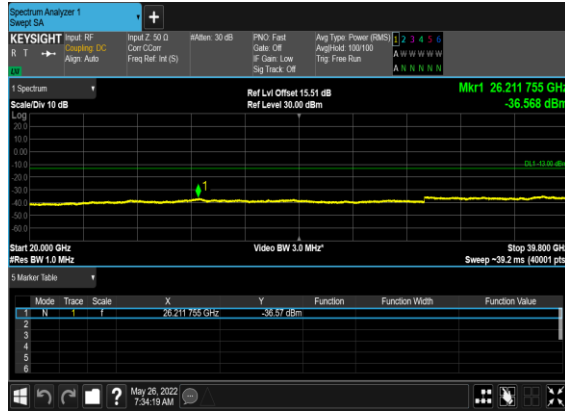 Spectrum Analyzer 1
Swept SA
KEYSIGHT Input: RF Input Z: 50 Ω #Atten: 30 dB PNO: Fast Avg Type: Power (RMS) 1 2 3 4 5 6
R T Coupling: DC Corr CCorr Gate: Off Avg|Hold: 100/100 A W W W W W
Align: Auto Freq Ref: Int (S) IF Gain: Low Trig: Free Run
Sig Track: Off A N N N N N
1 Spectrum Ref Lvl Offset 15.51 dB Mkr1 26.211 755 GHz
Scale/Div 10 dB Ref Level 30.00 dBm -36.568 dBm
Log
20.0
10.0
0.00
-10.0 DL1 -13.00 dBm
-20.0
-30.0 1
-40.0
-50.0
-60.0
Start 20.000 GHz Video BW 3.0 MHz* Stop 39.800 GHz
#Res BW 1.0 MHz Sweep ~39.2 ms (40001 pts)
5 Marker Table
Mode Trace Scale X Y Function Function Width Function Value
1 N 1 f 26.211 755 GHz -36.57 dBm
2
3
4
5
6
? May 26, 2022
7:34:19 AM